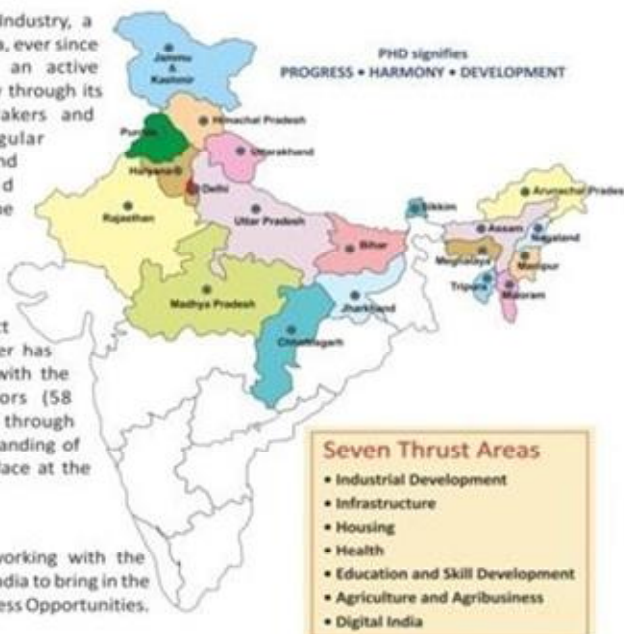 Industry, a
, ever since
an active
through its
akers and
gular
nd
d
e
ct
er has
with the
ors (58
through
anding of
lace at the
working with the
ndia to bring in the
ess Opportunities.
PHD signifies
PROGRESS • HARMONY • DEVELOPMENT
Jammu
&
Kashmir
Himachal Pradesh
Punjab
Uttarakhand
Haryana
Delhi
Rajasthan
Uttar Pradesh
Bihar
Sikkim
Arunachal Prades
Assam
Nagaland
Meghalaya
Manipur
Tripura
Mizoram
Madhya Pradesh
Jharkhand
Chhattisgarh
Seven Thrust Areas
• Industrial Development
• Infrastructure
• Housing
• Health
• Education and Skill Development
• Agriculture and Agribusiness
• Digital India